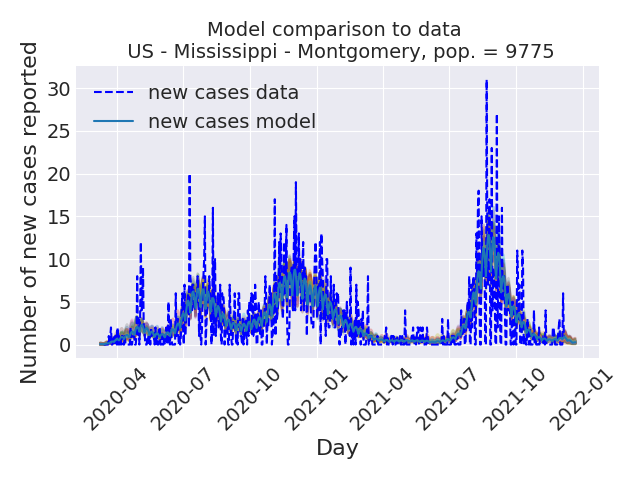 Model comparison to data
US - Mississippi - Montgomery, pop. = 9775
Number of new cases reported
30
25
20
15
10
5
0
new cases data
new cases model
2020-04
2020-07
2020-10
2021-01
2021-04
2021-07
2021-10
2022-01
Day